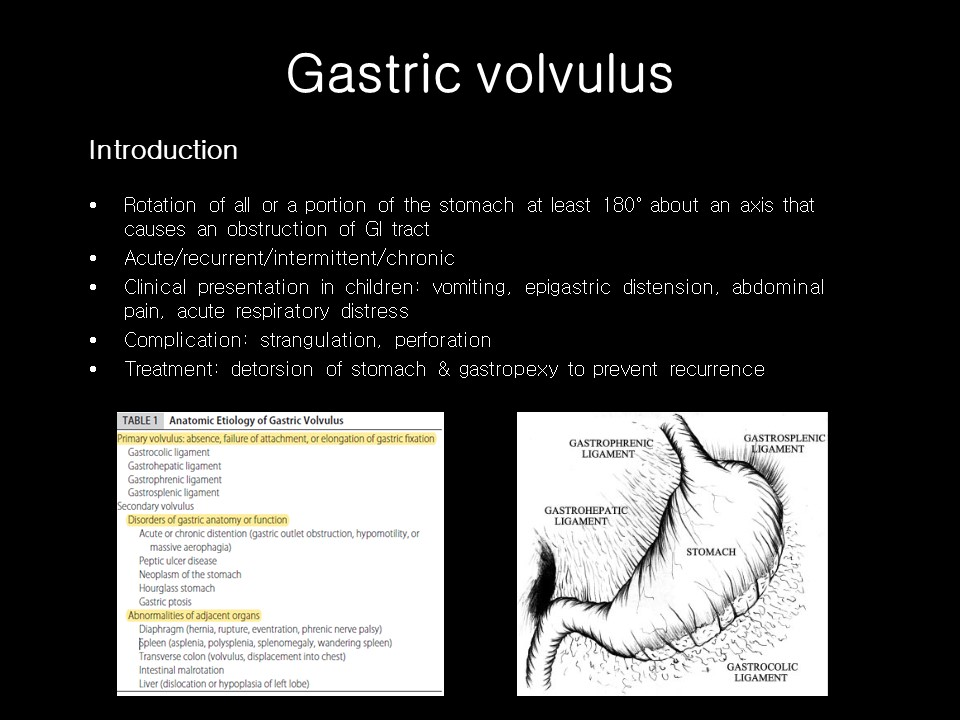 Gastric volvulus
Introduction
• Rotation of all or a portion of the stomach at least 180° about an axis that
causes an obstruction of GI tract
• Acute/recurrent/intermittent/chronic
• Clinical presentation in children: vomiting, epigastric distension, abdominal
pain, acute respiratory distress
• Complication: strangulation, perforation
• Treatment: detorsion of stomach & gastropexy to prevent recurrence
TABLE 1 Anatomic Etiology of Gastric Volvulus
Primary volvulus: absence, failure of attachment, or elongation of gastric fixation
Gastrocolic ligament
Gastrohepatic ligament
Gastrophrenic ligament
Gastrosplenic ligament
Secondary volvulus
Disorders of gastric anatomy or function
Acute or chronic distention (gastric outlet obstruction, hypomotility, or
massive aerophagia)
Peptic ulcer disease
Neoplasm of the stomach
Hourglass stomach
Gastric ptosis
Abnormalities of adjacent organs
Diaphragm (hernia, rupture, eventration, phrenic nerve palsy)
Spleen (asplenia, polysplenia, splenomegaly, wandering spleen)
Transverse colon (volvulus, displacement into chest)
Intestinal malrotation
Liver (dislocation or hypoplasia of left lobe)
GASTROPHRENIC
LIGAMENT
GASTROSPLENIC
LIGAMENT
GASTROHEPATIC
LIGAMENT
STOMACH
GASTROCOLIC
LIGAMENT